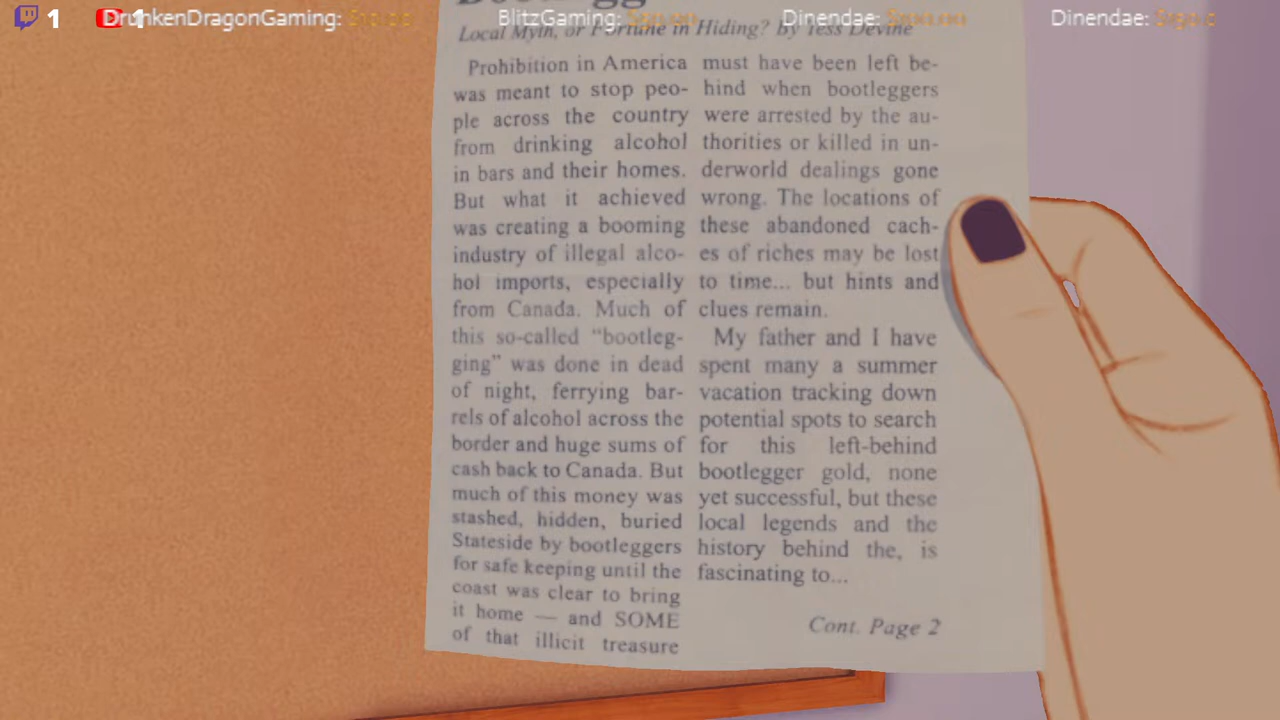 1
DrunkenDragonGaming:
BlitzGaming:
Dinendae:
Dinendae:
Local Myth, or Fortune in Hiding? by Tess Devine
Prohibition in America
was meant to stop peo-
ple across the country
from drinking alcohol
in bars and their homes.
But what it achieved
was creating a booming
industry of illegal alco-
hol imports, especially
from Canada. Much of
this so-called “bootleg-
ging” was done in dead
of night, ferrying bar-
rels of alcohol across the
border and huge sums of
cash back to Canada. But
much of this money was
stashed, hidden, buried
Stateside by bootleggers
for safe keeping until the
coast was clear to bring
it home — and SOME
of that illicit treasure
must have been left be-
hind when bootleggers
were arrested by the au-
thorities or killed in un-
derworld dealings gone
wrong. The locations of
these abandoned cach-
es of riches may be lost
to time... but hints and
clues remain.
My father and I have
spent many a summer
vacation tracking down
potential spots to search
for this left-behind
bootlegger gold, none
yet successful, but these
local legends and the
history behind the, is
fascinating to...
Cont. Page 2